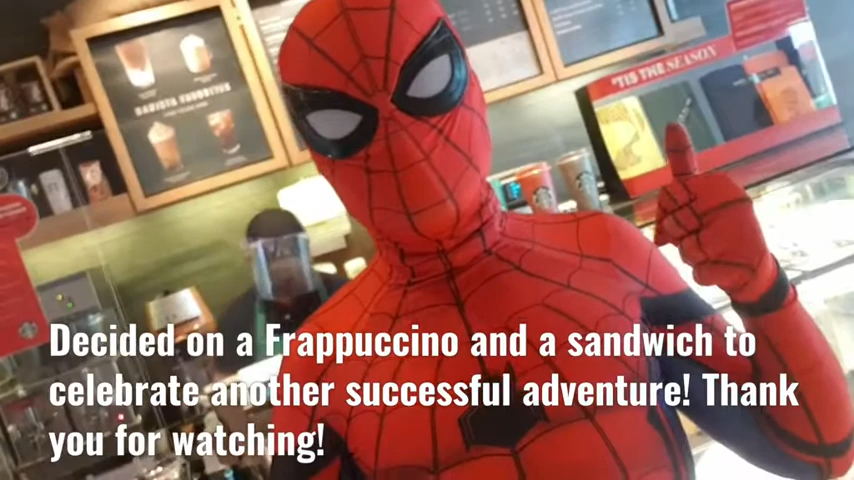 BARISTA FAVORITES
'TIS THE SEASON
Decided on a Frappuccino and a sandwich to
celebrate another successful adventure! Thank
you for watching!